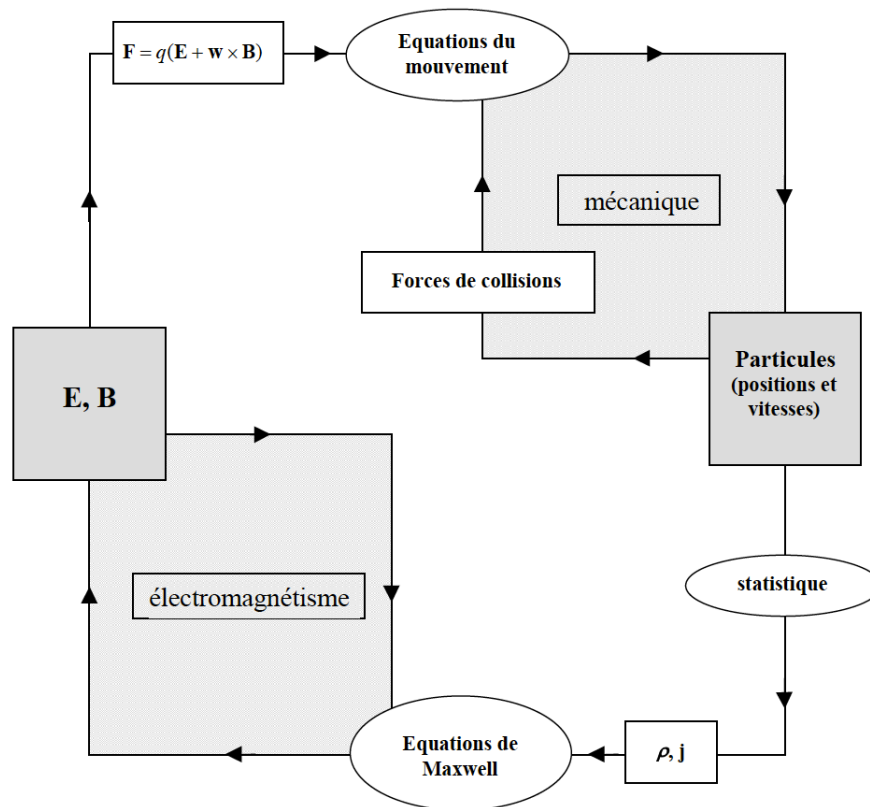 F = q(E + w × B)
Equations du
mouvement
mécanique
Forces de collisions
Particules
(positions et
vitesses)
E, B
électromagnétisme
statistique
Equations de
Maxwell
ρ, j